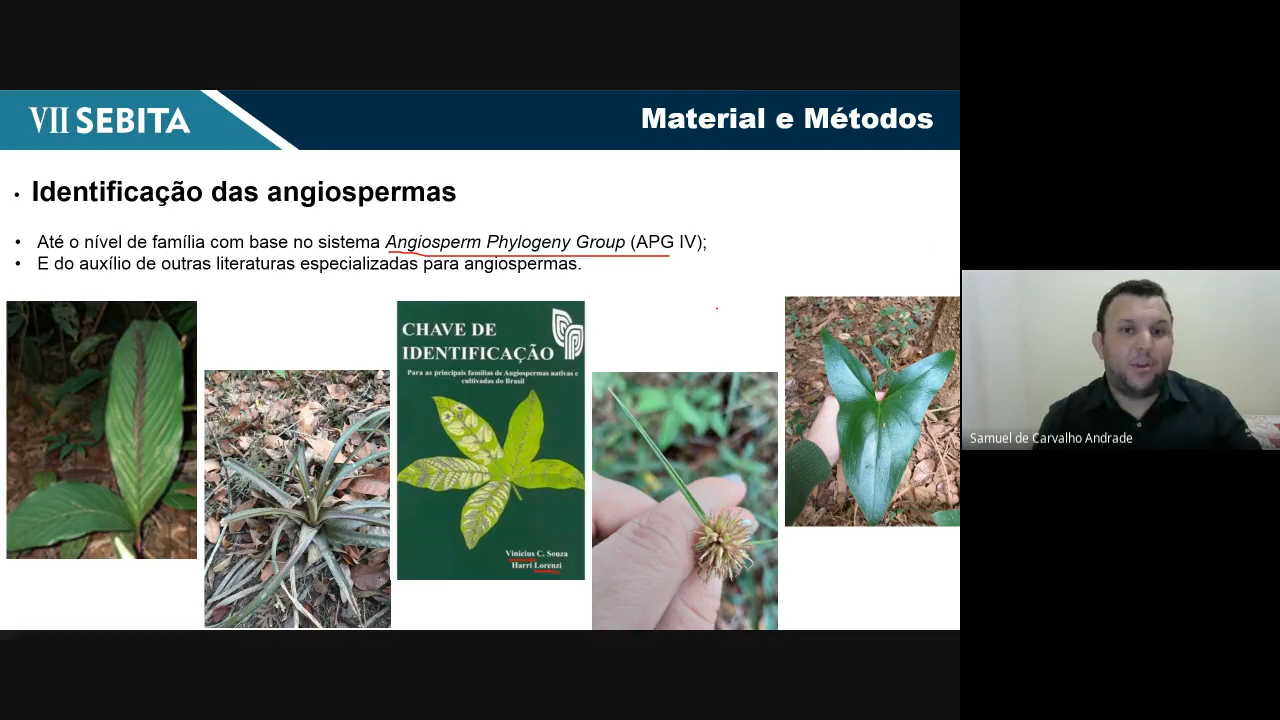 VII SEBITA
Material e Métodos
• Identificação das angiospermas
• Até o nível de família com base no sistema Angiosperm Phylogeny Group (APG IV);
• E do auxílio de outras literaturas especializadas para angiospermas.
CHAVE DE
IDENTIFICAÇÃO
Para as principais famílias de Angiospermas nativas e
cultivadas do Brasil
Vinicius C. Souza
Harri Lorenzi
Samuel de Carvalho Andrade